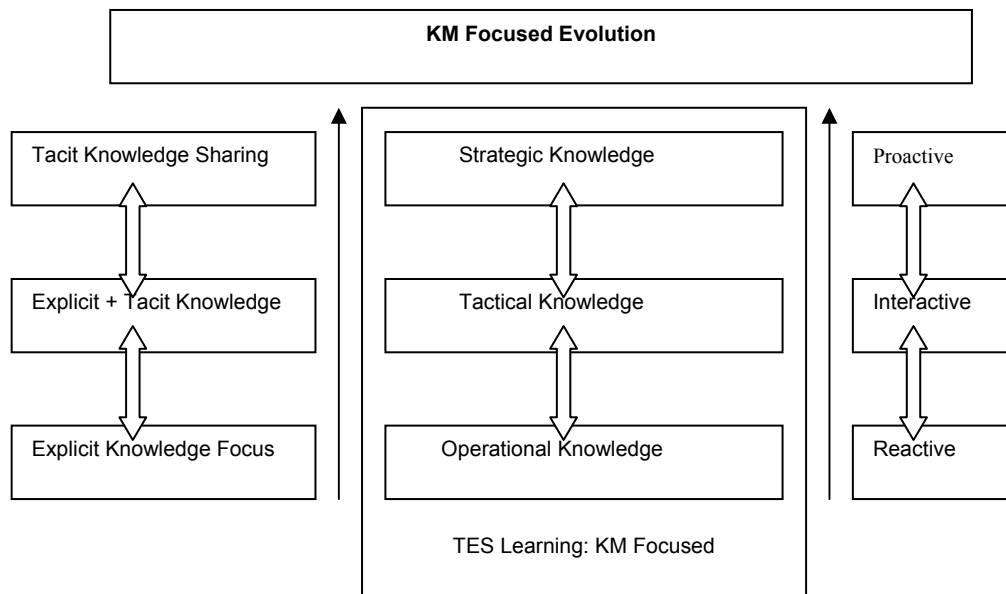 KM Focused Evolution
Tacit Knowledge Sharing
Strategic Knowledge
Proactive
Explicit + Tacit Knowledge
Tactical Knowledge
Interactive
Explicit Knowledge Focus
Operational Knowledge
Reactive
TES Learning: KM Focused